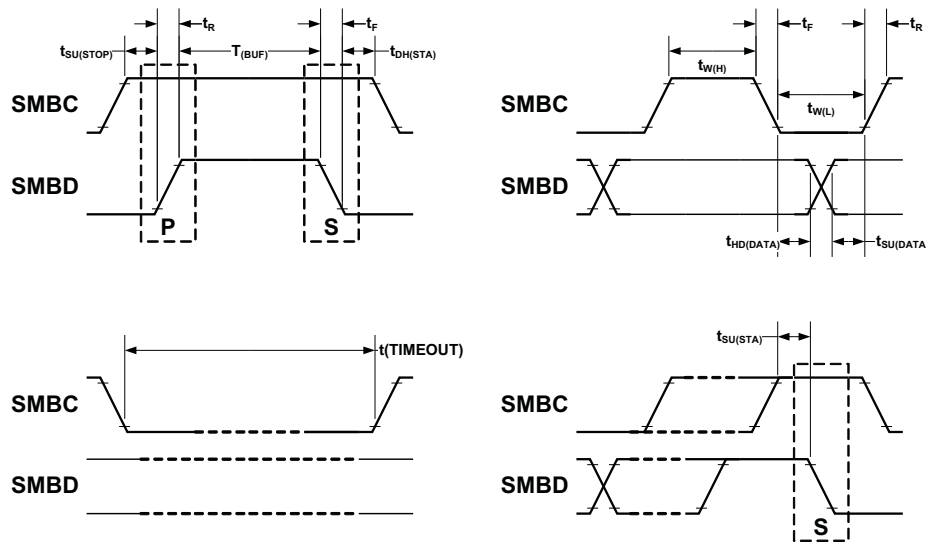 tR
tF
tSU(STOP)
T(BUF)
tDH(STA)
SMBC
SMBD
P
S
tF
tR
tW(H)
SMBC
tW(L)
SMBD
tHD(DATA)
tSU(DATA
t(TIMEOUT)
SMBC
SMBD
tSU(STA)
SMBC
SMBD
S